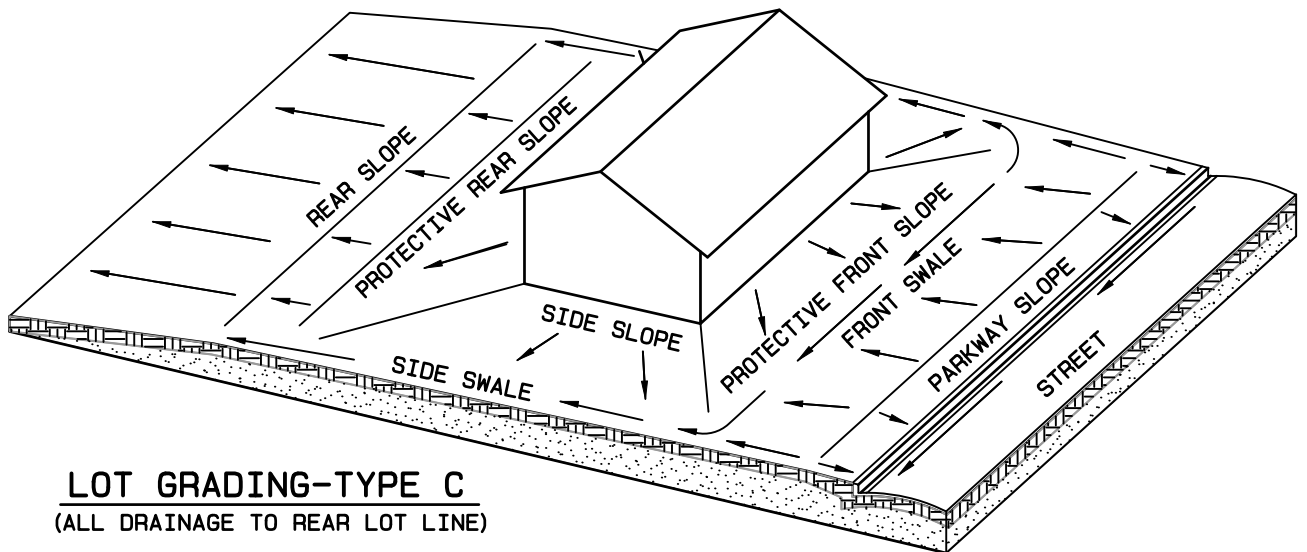 REAR SLOPE
PROTECTIVE REAR SLOPE
SIDE SLOPE
SIDE SWALE
PROTECTIVE FRONT SLOPE
FRONT SWALE
PARKWAY SLOPE
STREET
LOT GRADING-TYPE C
(ALL DRAINAGE TO REAR LOT LINE)